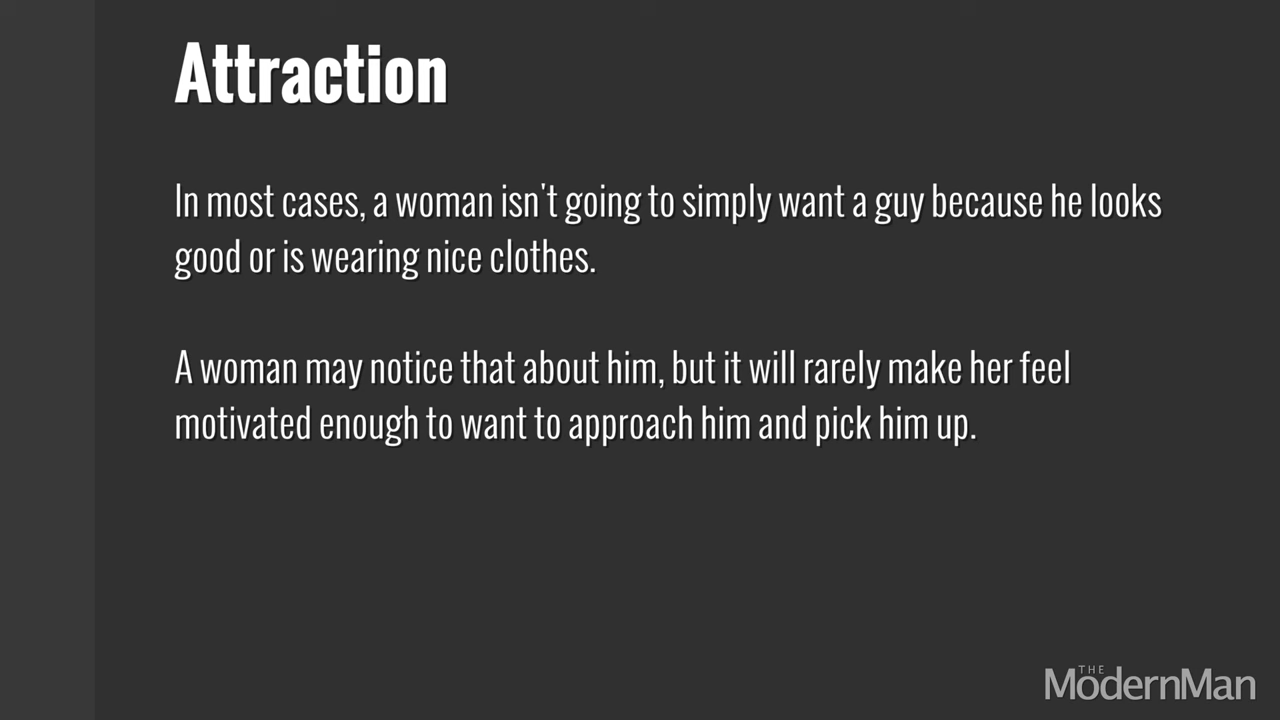 Attraction
In most cases, a woman isn't going to simply want a guy because he looks
good or is wearing nice clothes.
A woman may notice that about him, but it will rarely make her feel
motivated enough to want to approach him and pick him up.
THE
ModernMan